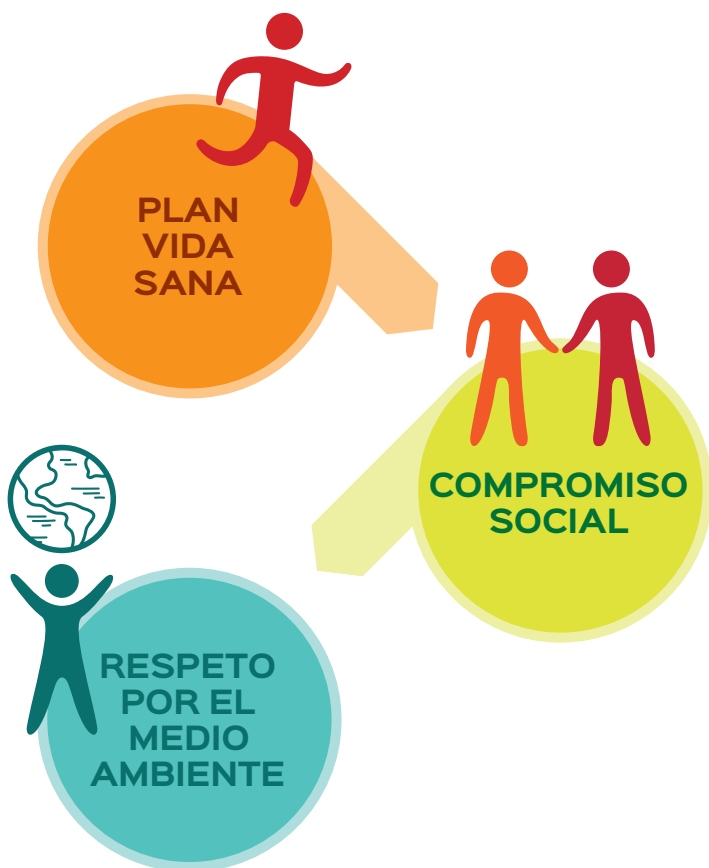 PLAN
VIDA
SANA
COMPROMISO
SOCIAL
RESPETO
POR EL
MEDIO
AMBIENTE